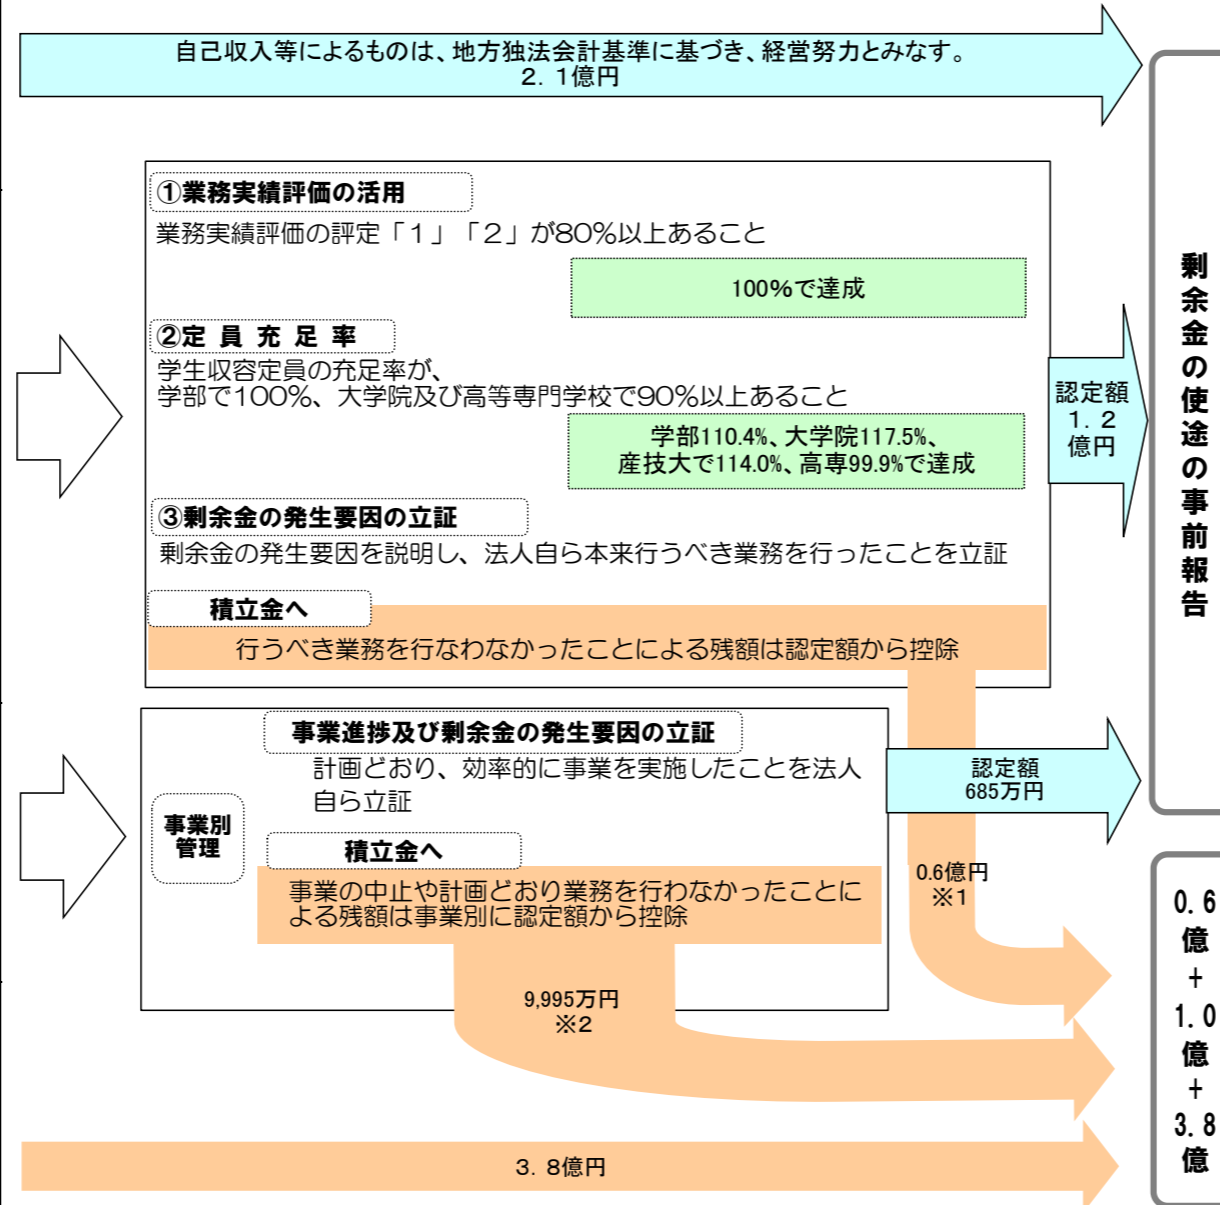 自己収入等によるものは、地方独法会計基準に基づき、経営努力とみなす。
2．1億円
①業務実績評価の活用
業務実績評価の評定「１」「２」が80％以上あること
100％で達成
②定 員 充 足 率
学生収容定員の充足率が、
学部で100％、大学院及び高等専門学校で90％以上あること
学部110.4％、大学院117.5％、
産技大で114.0％、高専99.9％で達成
③剰余金の発生要因の立証
剰余金の発生要因を説明し、法人自ら本来行うべき業務を行ったことを立証
積立金へ
行うべき業務を行なわなかったことによる残額は認定額から控除
認定額
1．2
億円
剰余金の使途の事前報告
事業進捗及び剰余金の発生要因の立証
計画どおり、効率的に事業を実施したことを法人
自ら立証
事業別
管理
積立金へ
事業の中止や計画どおり業務を行わなかったことに
よる残額は事業別に認定額から控除
認定額
685万円
0.6億円
※1
9,995万円
※2
3．8億円
0.6
億
+
1.0
億
+
3.8
億